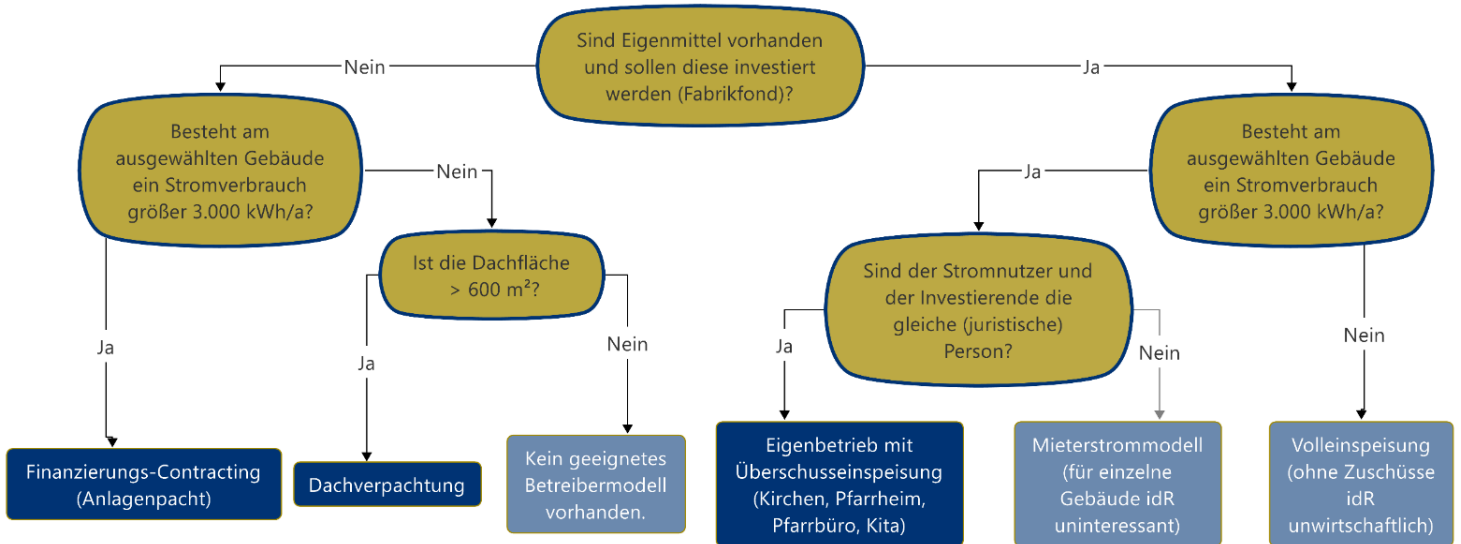 Sind Eigenmittel vorhanden
und sollen diese investiert
werden (Fabrikfond)?
Nein
Ja
Besteht am
ausgewählten Gebäude
ein Stromverbrauch
größer 3.000 kWh/a?
Nein
Ja
Ist die Dachfläche
> 600 m²?
Ja
Nein
Finanzierungs-Contracting
(Anlagenpacht)
Dachverpachtung
Kein geeignetes
Betreibermodell
vorhanden.
Besteht am
ausgewählten Gebäude
ein Stromverbrauch
größer 3.000 kWh/a?
Ja
Nein
Sind der Stromnutzer und
der Investierende die
gleiche (juristische)
Person?
Ja
Nein
Eigenbetrieb mit
Überschusseinspeisung
(Kirchen, Pfarrheim,
Pfarrbüro, Kita)
Mieterstrommodell
(für einzelne
Gebäude idR
uninteressant)
Volleinspeisung
(ohne Zuschüsse
idR
unwirtschaftlich)